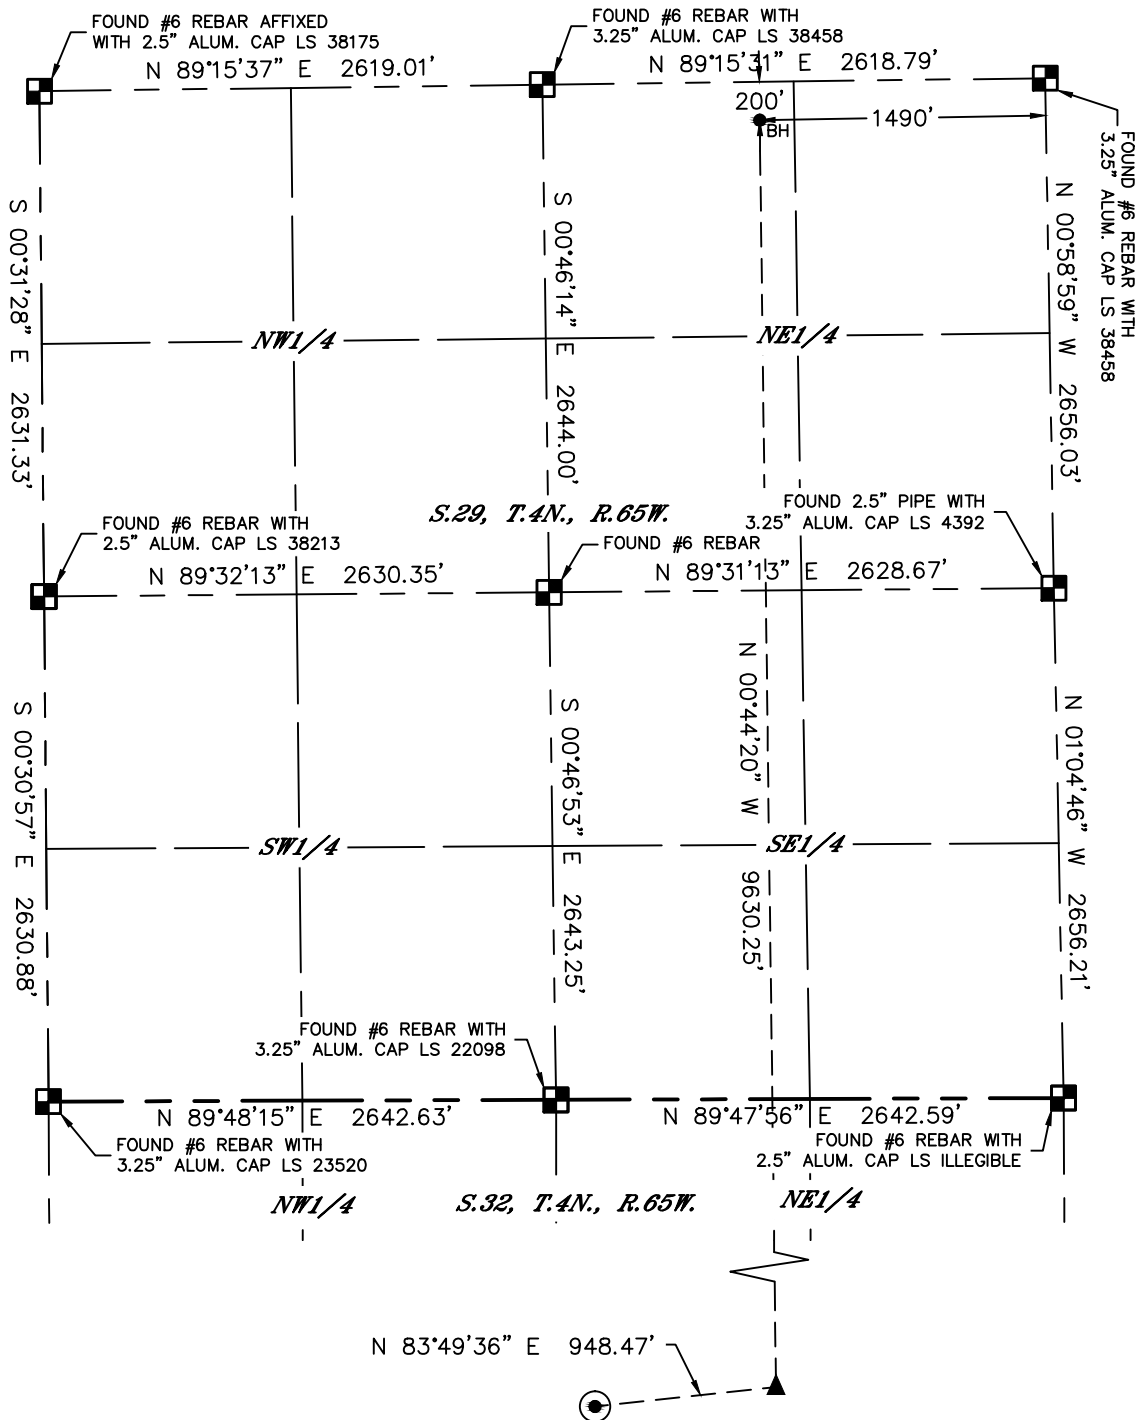 FOUND #6 REBAR AFFIXED
WITH 2.5" ALUM. CAP LS 38175
FOUND #6 REBAR WITH
3.25" ALUM. CAP LS 38458
N 89°15'37" E 2619.01'
N 89°15'31" E 2618.79'
200'
BH
1490'
FOUND #6 REBAR WITH
3.25" ALUM. CAP LS 38458
S 00°31'28" E 2631.33'
S 00°46'14" E 2644.00'
N 00°58'59" W 2656.03'
NW1/4
NE1/4
S.29, T.4N., R.65W.
FOUND 2.5" PIPE WITH
3.25" ALUM. CAP LS 4392
FOUND #6 REBAR WITH
2.5" ALUM. CAP LS 38213
FOUND #6 REBAR
N 89°32'13" E 2630.35'
N 89°31'13" E 2628.67'
S 00°30'57" E 2630.88'
S 00°46'53" E 2643.25'
N 00°44'20" W 9630.25'
N 01°04'46" W 2656.21'
SW1/4
SE1/4
FOUND #6 REBAR WITH
3.25" ALUM. CAP LS 22098
N 89°48'15" E 2642.63'
N 89°47'56" E 2642.59'
FOUND #6 REBAR WITH
3.25" ALUM. CAP LS 23520
FOUND #6 REBAR WITH
2.5" ALUM. CAP LS ILLEGIBLE
NW1/4
S.32, T.4N., R.65W.
NE1/4
N 83°49'36" E 948.47'